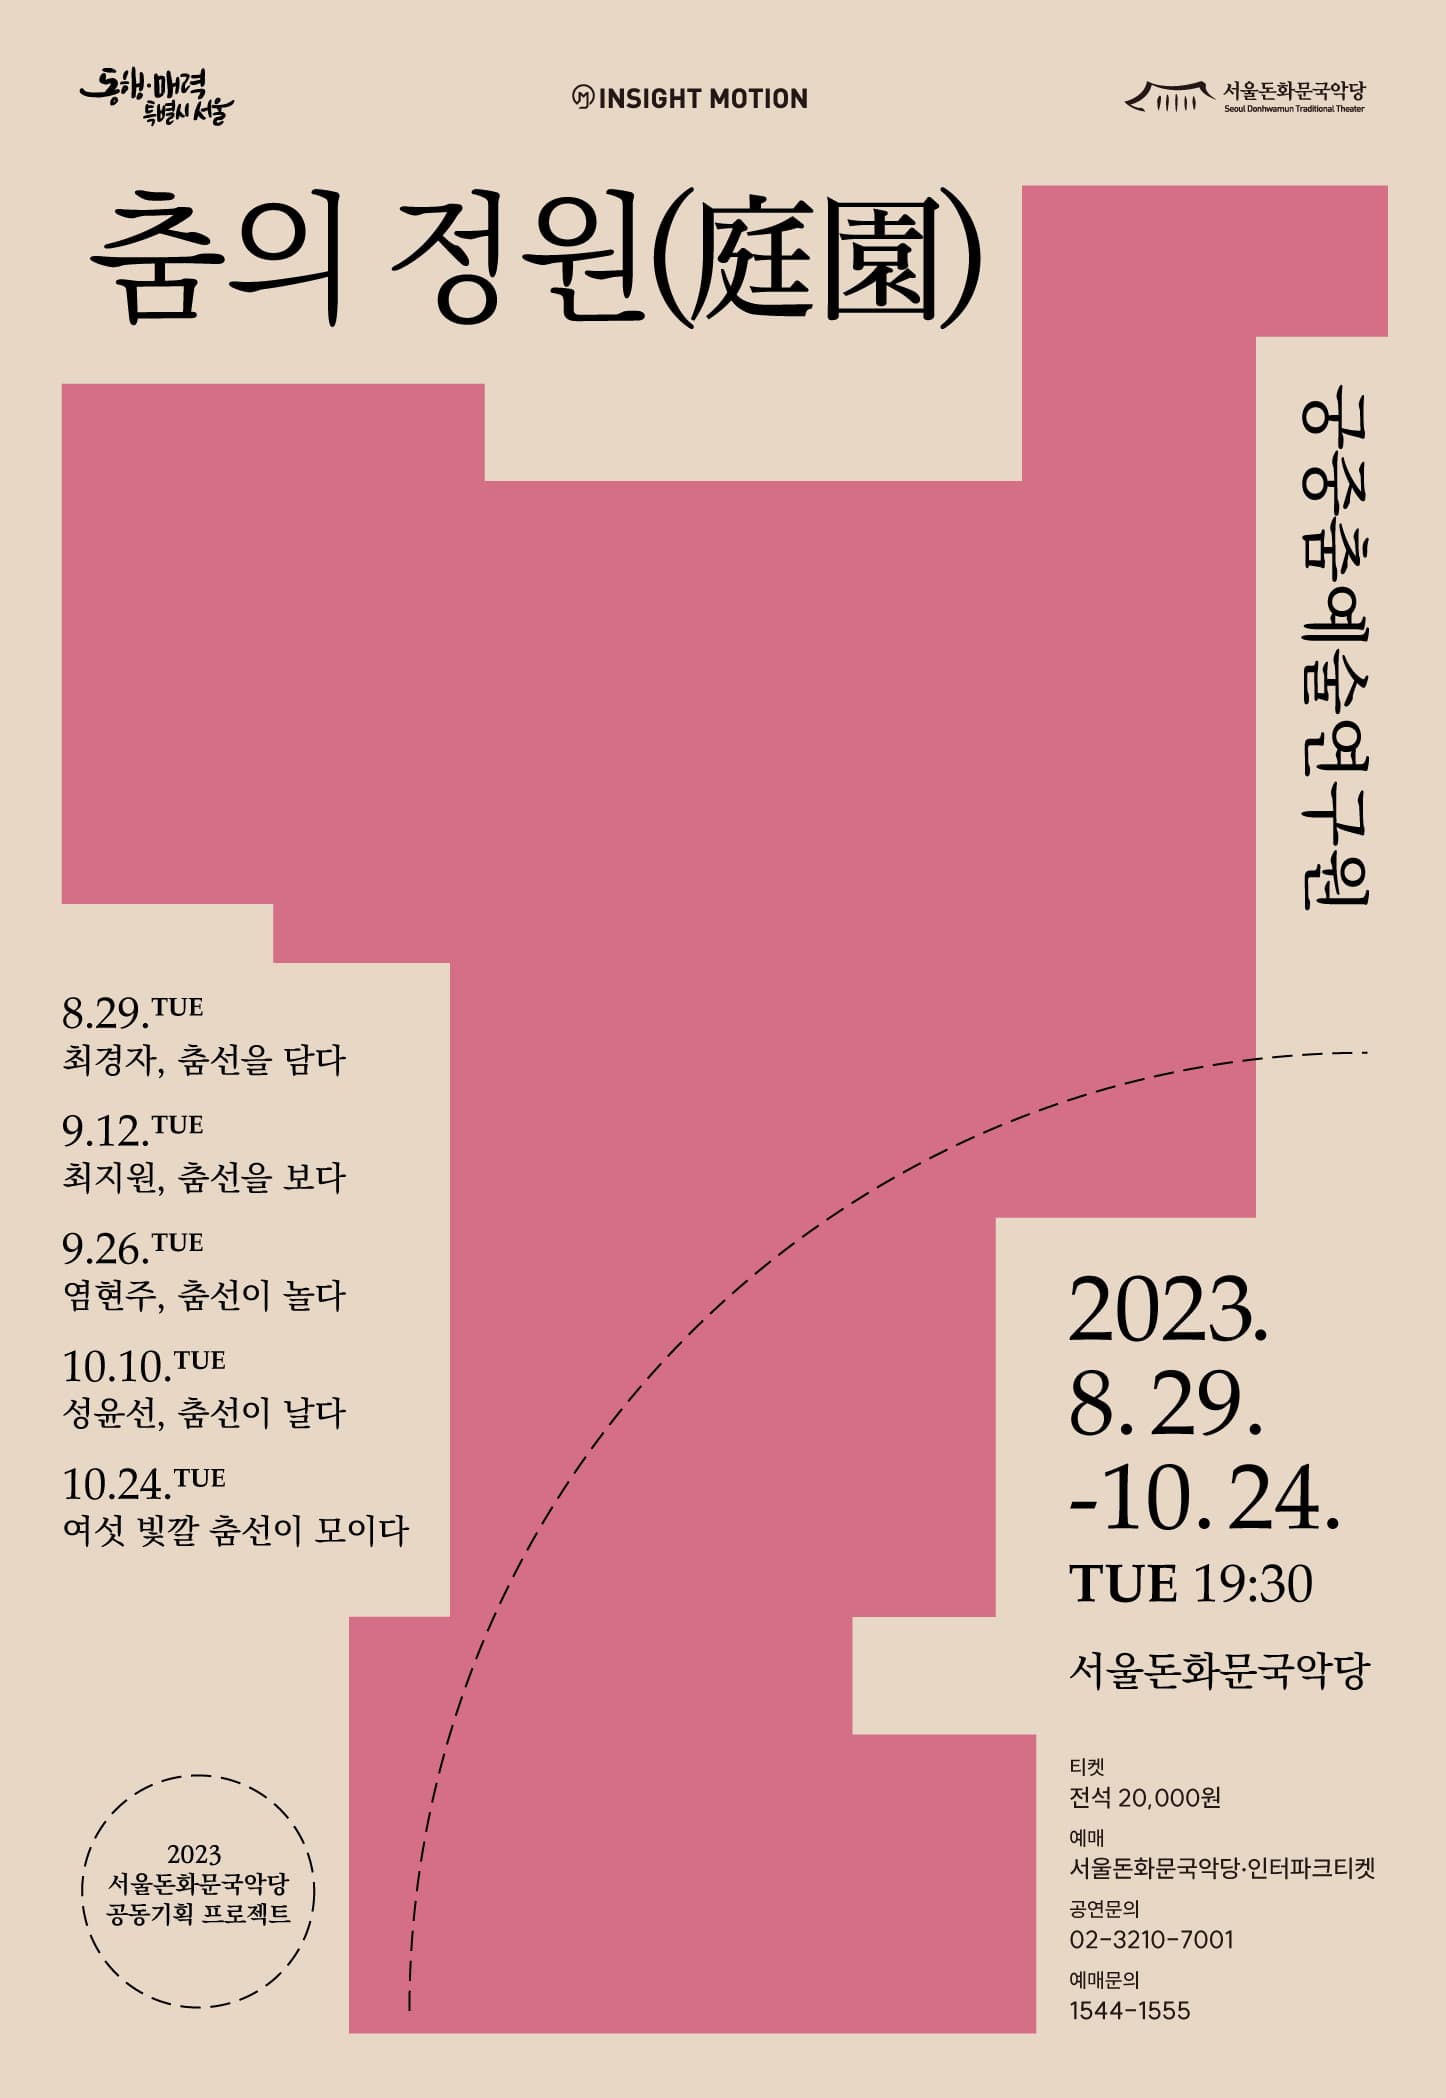 동행·매력
특별시 서울
INSIGHT MOTION
서울돈화문국악당
Seoul Donhwamun Traditional Theater
춤의 정원(庭園)
궁중춤예술연구원
8.29.TUE
최경자, 춤선을 담다
9.12.TUE
최지원, 춤선을 보다
9.26.TUE
염현주, 춤선이 놀다
10.10.TUE
성윤선, 춤선이 날다
10.24.TUE
여섯 빛깔 춤선이 모이다
2023.
8. 29.
-10. 24.
TUE 19:30
서울돈화문국악당
티켓
전석 20,000원
예매
서울돈화문국악당·인터파크티켓
공연문의
02-3210-7001
예매문의
1544-1555
2023
서울돈화문국악당
공동기획 프로젝트